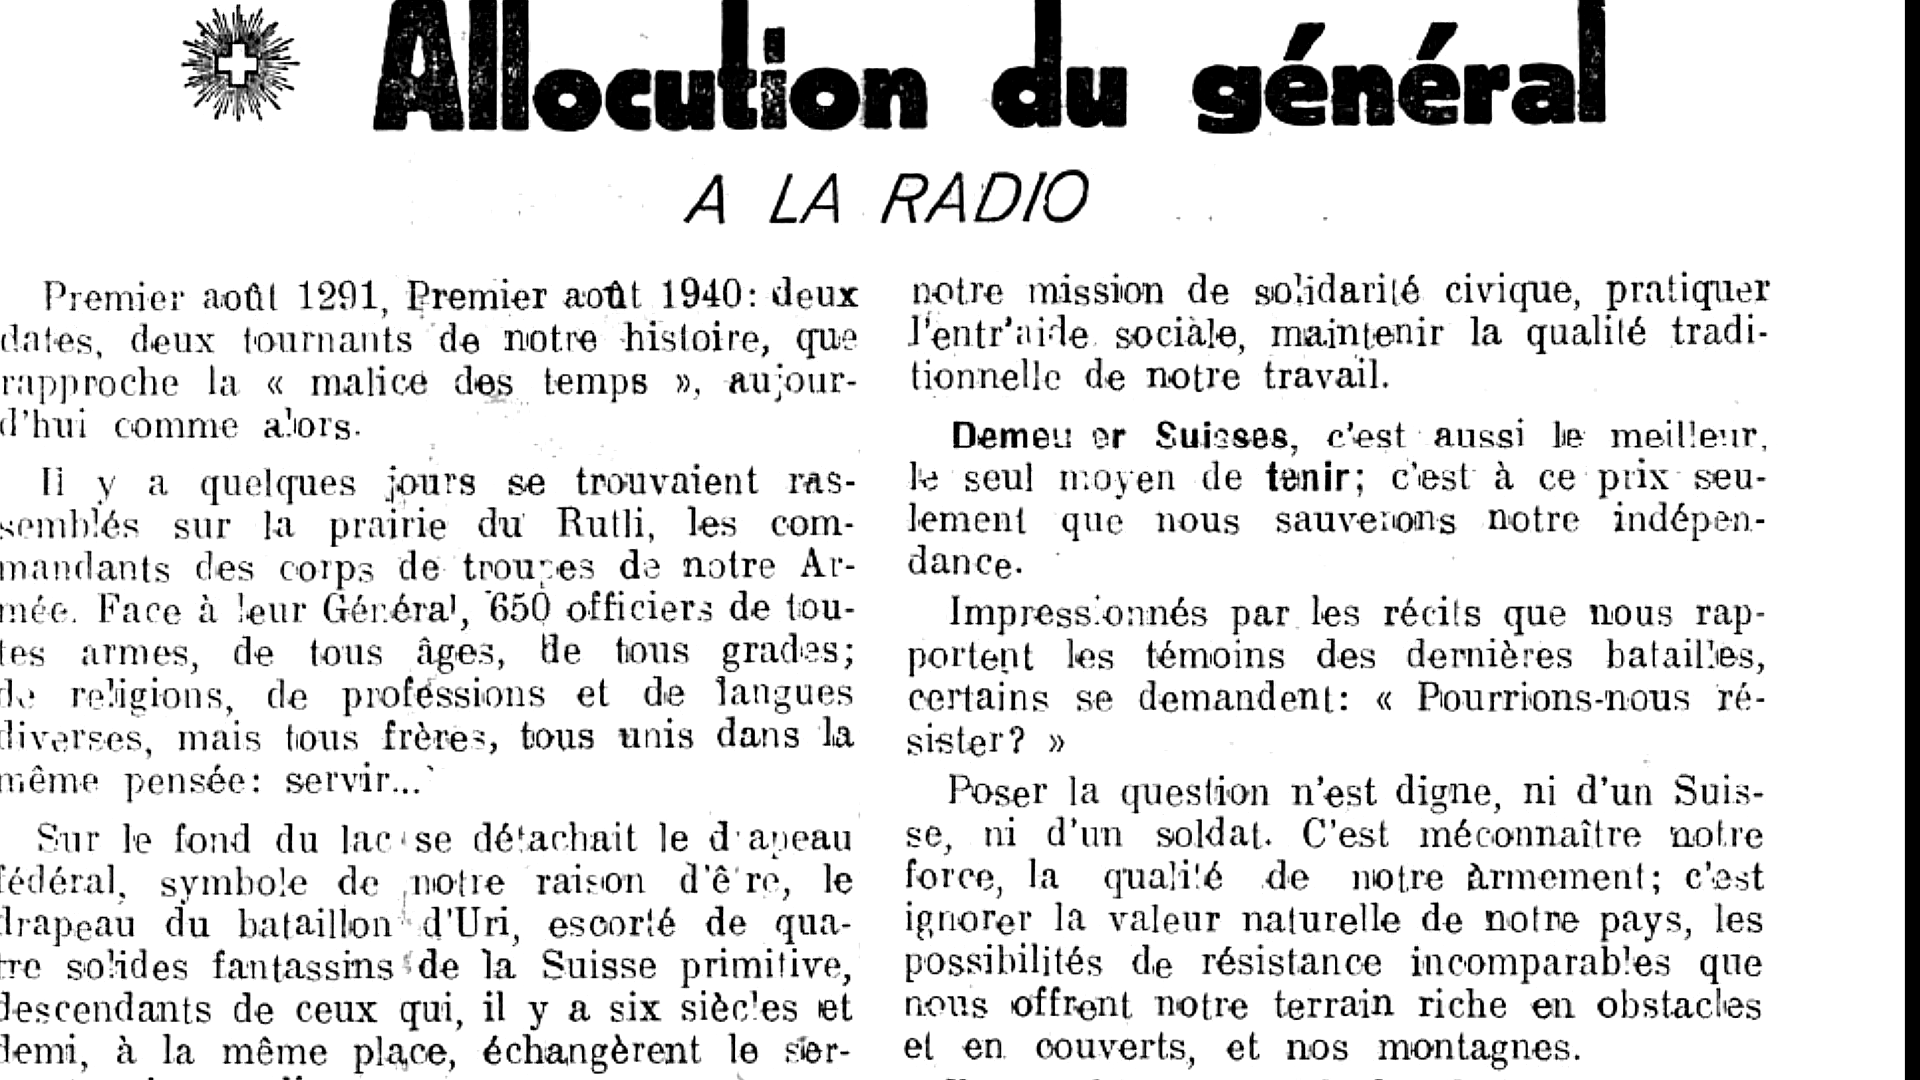 Allocution du général
A LA RADIO
Premier août 1291, Premier août 1940: deux
dates, deux tournants de notre histoire, que
rapproche la « malice des temps », aujour-
d'hui comme alors.
Il y a quelques jours se trouvaient ras-
semblés sur la prairie du Rutli, les com-
mandants des corps de troupes de notre Ar-
mée. Face à leur Général, 650 officiers de tou-
tes armes, de tous âges, de tous grades;
de religions, de professions et de langues
diverses, mais tous frères, tous unis dans la
même pensée: servir...
Sur le fond du lac se détachait le drapeau
fédéral, symbole de notre raison d'être, le
drapeau du bataillon d'Uri, escorté de qua-
tre solides fantassins de la Suisse primitive,
descendants de ceux qui, il y a six siècles et
demi, à la même place, échangèrent le ser-
notre mission de solidarité civique, pratiquer
l'entr'aide sociale, maintenir la qualité tradi-
tionnelle de notre travail.
Demeurer Suisses, c'est aussi le meilleur,
le seul moyen de tenir; c'est à ce prix seu-
lement que nous sauverons notre indépen-
dance.
Impressionnés par les récits que nous rap-
portent les témoins des dernières batailles,
certains se demandent: « Pourrions-nous ré-
sister? »
Poser la question n'est digne, ni d'un Suis-
se, ni d'un soldat. C'est méconnaître notre
force, la qualité de notre armement; c'est
ignorer la valeur naturelle de notre pays, les
possibilités de résistance incomparables que
nous offrent notre terrain riche en obstacles
et en couverts, et nos montagnes.